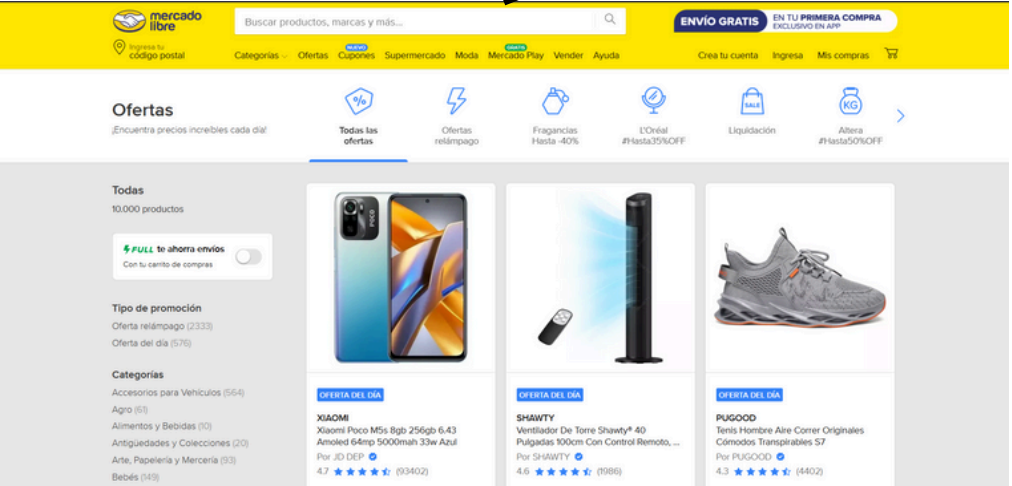 mercado
libre
Buscar productos, marcas y más...
ENVÍO GRATIS
EN TU PRIMERA COMPRA
EXCLUSIVO EN APP
Ingresa tu
código postal
NUEVO
GRATIS
Categorías Ofertas Cupones Supermercado Moda Mercado Play Vender Ayuda
Crea tu cuenta Ingresa Mis compras
Ofertas
¡Encuentra precios increíbles cada día!
%
SALE
KG
Todas las
ofertas
Ofertas
relámpago
Fragancias
Hasta -40%
L'Oréal
#Hasta35%OFF
Liquidación
Altera
#Hasta50%OFF
Todas
10.000 productos
FULL te ahorra envíos
Con tu carrito de compras
Tipo de promoción
Oferta relámpago (2333)
Oferta del día (576)
Categorías
Accesorios para Vehículos (564)
Agro (61)
Alimentos y Bebidas (10)
Antigüedades y Colecciones (20)
Arte, Papelería y Mercería (93)
Bebés (149)
POCO
OFERTA DEL DÍA
XIAOMI
Xiaomi Poco M5s 8gb 256gb 6.43
Amoled 64mp 5000mah 33w Azul
Por JD DEP
4.7 (93402)
OFERTA DEL DÍA
SHAWTY
Ventilador De Torre Shawty® 40
Pulgadas 100cm Con Control Remoto, ...
Por SHAWTY
4.6 (1986)
OFERTA DEL DÍA
PUGOOD
Tenis Hombre Aire Correr Originales
Cómodos Transpirables S7
Por PUGOOD
4.3 (4402)